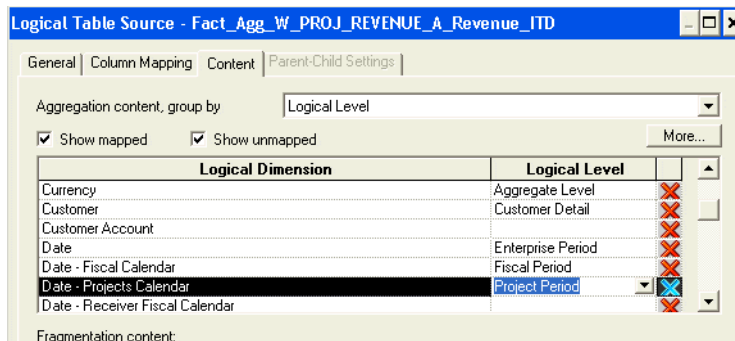 Logical Table Source - Fact_Agg_W_PROJ_REVENUE_A_Revenue_ITD
General Column Mapping Content Parent-Child Settings
Aggregation content, group by Logical Level
Show mapped Show unmapped More...
Logical Dimension Logical Level
Currency Aggregate Level
Customer Customer Detail
Customer Account
Date Enterprise Period
Date - Fiscal Calendar Fiscal Period
Date - Projects Calendar Project Period
Date - Receiver Fiscal Calendar
Fragmentation content: